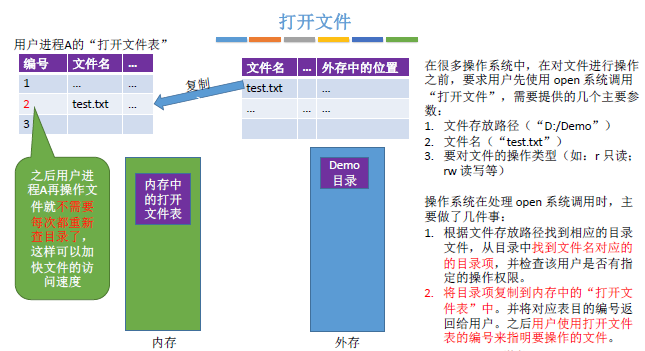 打开文件
用户进程A的“打开文件表”
编号 文件名 ...
1 ... ...
2 test.txt ...
3
复制
文件名 ... 外存中的位置
test.txt ...
... ... ...
之后用户进
程A再操作文
件就不需要
每次都重新
查目录了，
这样可以加
快文件的访
问速度
内存中
的打开
文件表
内存
Demo
目录
外存
在很多操作系统中，在对文件进行操作
之前，要求用户先使用 open 系统调用
“打开文件”，需要提供的几个主要参
数：
1. 文件存放路径（“D:/Demo”）
2. 文件名（“test.txt”）
3. 要对文件的操作类型（如：r 只读；
rw 读写等）
操作系统在处理 open 系统调用时，主
要做了几件事：
1. 根据文件存放路径找到相应的目录
文件，从目录中找到文件名对应的
的目录项，并检查该用户是否有指
定的操作权限。
2. 将目录项复制到内存中的“打开文
件表”中。并将对应表目的编号返
回给用户。之后用户使用打开文件
表的编号来指明要操作的文件。